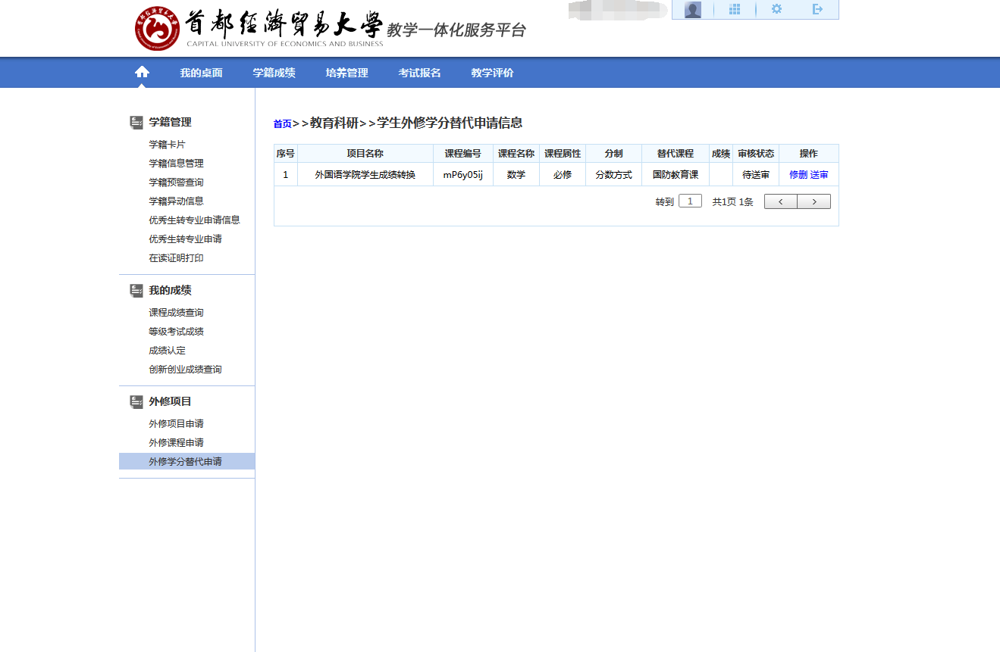 首都經濟貿易大學 教学一体化服务平台
CAPITAL UNIVERSITY OF ECONOMICS AND BUSINESS
我的桌面 学籍成绩 培养管理 考试报名 教学评价
学籍管理
学籍卡片
学籍信息管理
学籍预警查询
学籍异动信息
优秀生转专业申请信息
优秀生转专业申请
在读证明打印
我的成绩
课程成绩查询
等级考试成绩
成绩认定
创新创业成绩查询
外修项目
外修项目申请
外修课程申请
外修学分替代申请
首页>>教育科研>>学生外修学分替代申请信息
序号 项目名称 课程编号 课程名称 课程属性 分制 替代课程 成绩 审核状态 操作
1 外国语学院学生成绩转换 mP6y05ij 数学 必修 分数方式 国防教育课 待送审 修删 送审
转到 1 共1页 1条 < >